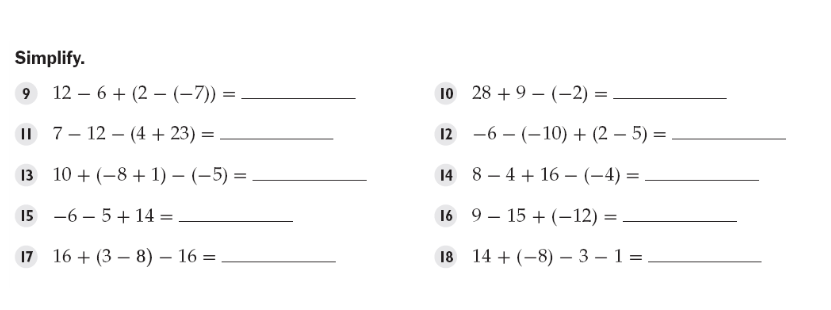 Simplify.
9 12 − 6 + (2 − (−7)) = ____________
10 28 + 9 − (−2) = ____________
11 7 − 12 − (4 + 23) = ____________
12 −6 − (−10) + (2 − 5) = ____________
13 10 + (−8 + 1) − (−5) = ____________
14 8 − 4 + 16 − (−4) = ____________
15 −6 − 5 + 14 = ____________
16 9 − 15 + (−12) = ____________
17 16 + (3 − 8) − 16 = ____________
18 14 + (−8) − 3 − 1 = ____________